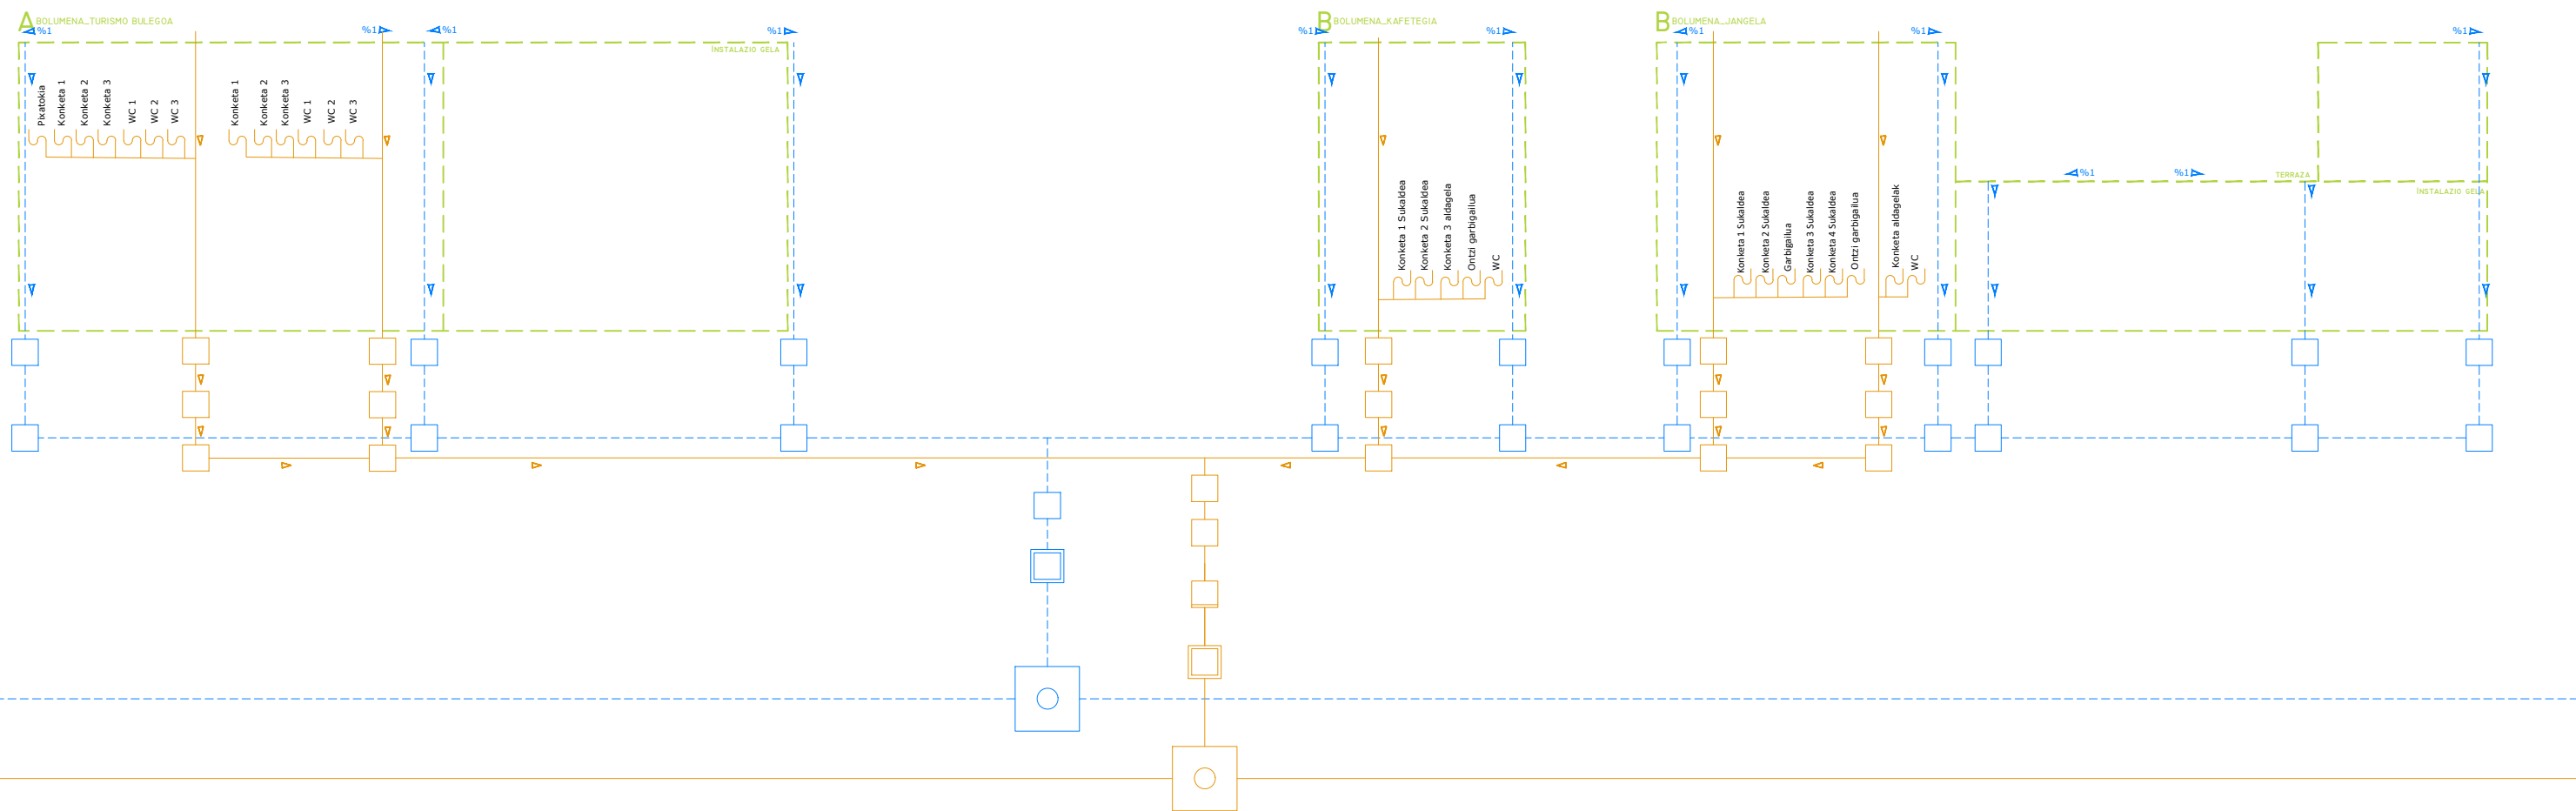 A BOLUMENA_TURISMO BULEGOA
B BOLUMENA_KAFETEGIA
B BOLUMENA_JANGELA
%1
%1
%1
%1
%1
%1
%1
%1
%1
INSTALAZIO GELA
Pixatokia
Konketa 1
Konketa 2
Konketa 3
WC 1
WC 2
WC 3
Konketa 1
Konketa 2
Konketa 3
WC 1
WC 2
WC 3
Konketa 1 Sukaldea
Konketa 2 Sukaldea
Konketa 3 aldagela
Ontzi garbigailua
WC
Konketa 1 Sukaldea
Konketa 2 Sukaldea
Garbigailua
Konketa 3 Sukaldea
Konketa 4 Sukaldea
Ontzi garbigailua
Konketa aldagelak
WC
%1
%1
TERRAZA
INSTALAZIO GELA